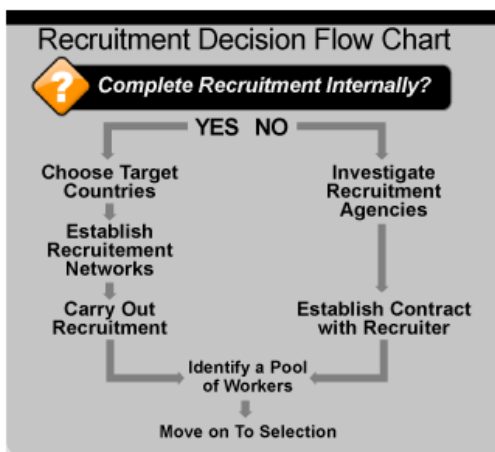 Recruitment Decision Flow Chart
?
Complete Recruitment Internally?
YES NO
Choose Target
Countries
Establish
Recruitement
Networks
Carry Out
Recruitment
Investigate
Recruitment
Agencies
Establish Contract
with Recruiter
Identify a Pool
of Workers
Move on To Selection